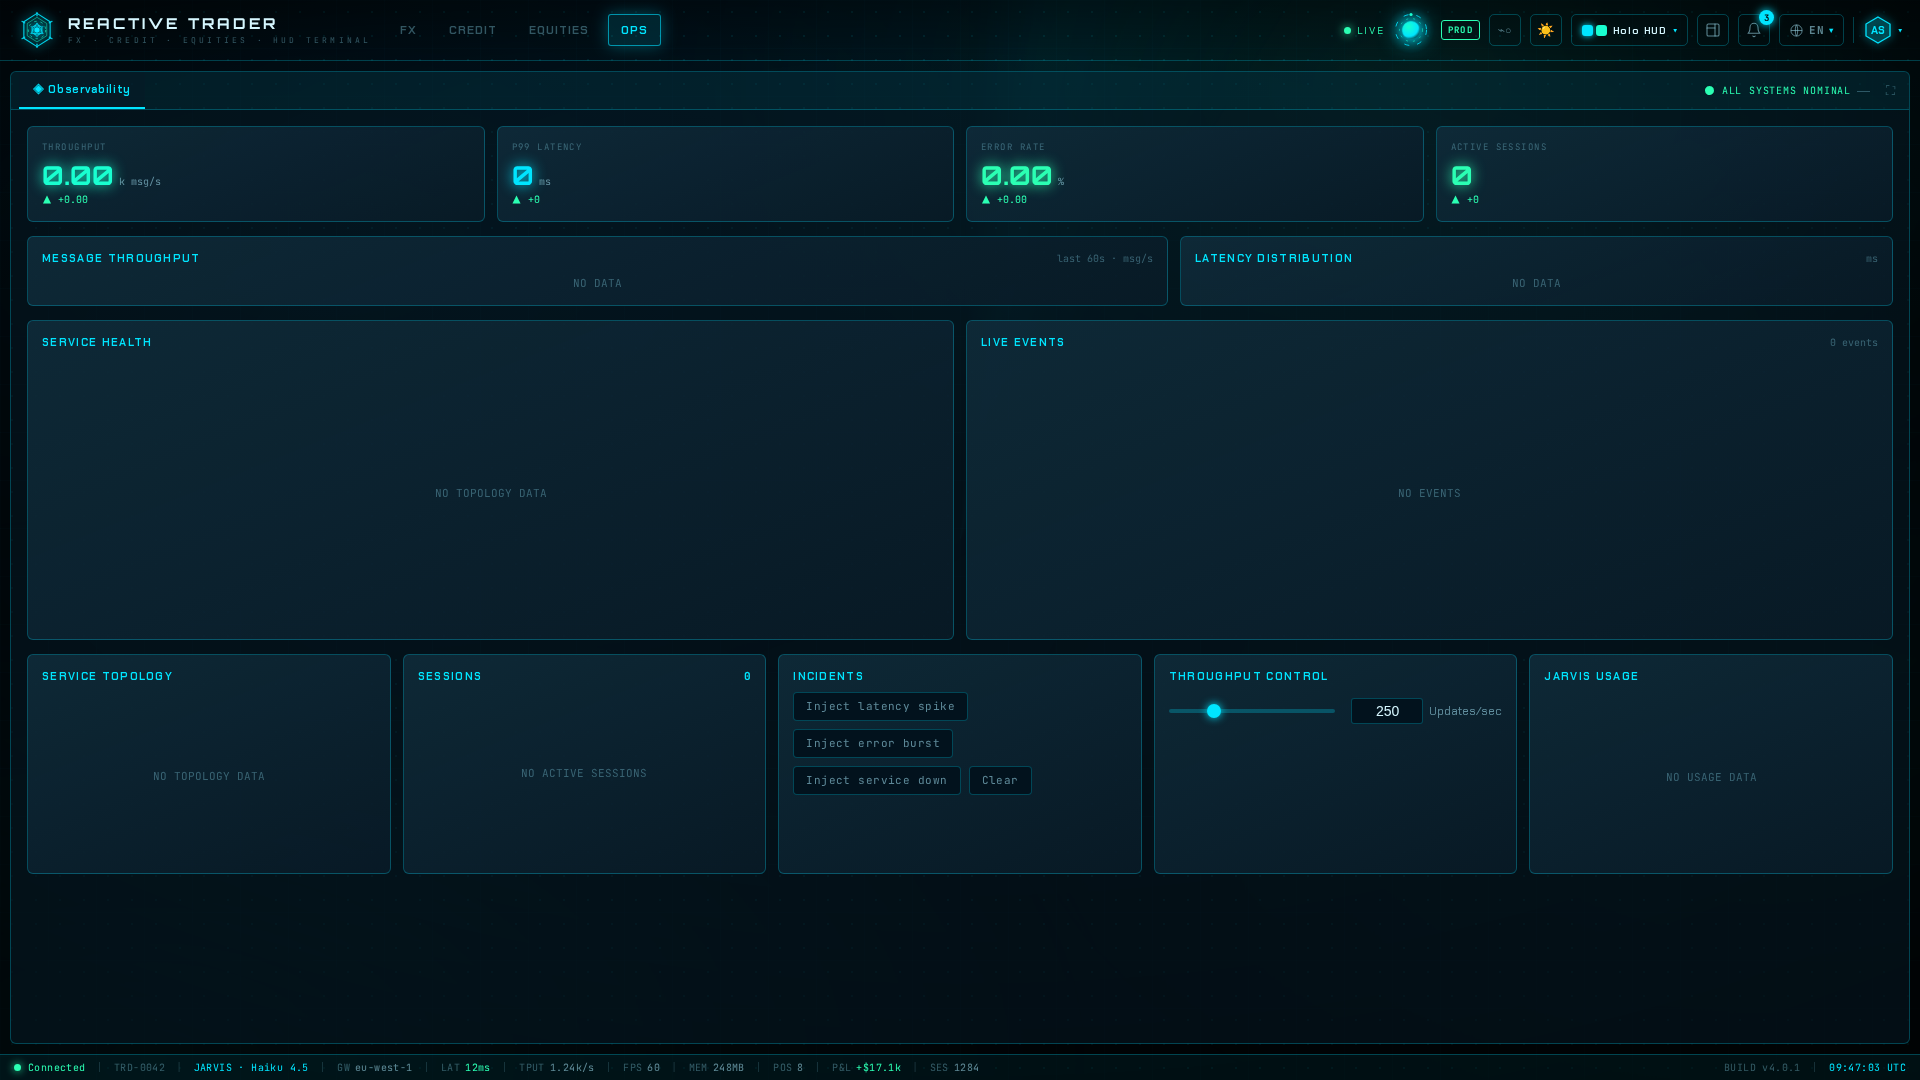 REACTIVE TRADER
FX · CREDIT · EQUITIES · HUD TERMINAL
FX
CREDIT
EQUITIES
OPS
LIVE
PROD
Holo HUD
3
EN
AS
Observability
ALL SYSTEMS NOMINAL —
THROUGHPUT
0.00 k msg/s
▲ +0.00
P99 LATENCY
0 ms
▲ +0
ERROR RATE
0.00 %
▲ +0.00
ACTIVE SESSIONS
0
▲ +0
MESSAGE THROUGHPUT
last 60s · msg/s
NO DATA
LATENCY DISTRIBUTION
ms
NO DATA
SERVICE HEALTH
NO TOPOLOGY DATA
LIVE EVENTS
0 events
NO EVENTS
SERVICE TOPOLOGY
NO TOPOLOGY DATA
SESSIONS
0
NO ACTIVE SESSIONS
INCIDENTS
Inject latency spike
Inject error burst
Inject service down
Clear
THROUGHPUT CONTROL
250 Updates/sec
JARVIS USAGE
NO USAGE DATA
Connected
TRD-0042
JARVIS · Haiku 4.5
GW eu-west-1
LAT 12ms
TPUT 1.24k/s
FPS 60
MEM 248MB
POS 8
P&L +$17.1k
SES 1284
BUILD v4.0.1
09:47:03 UTC